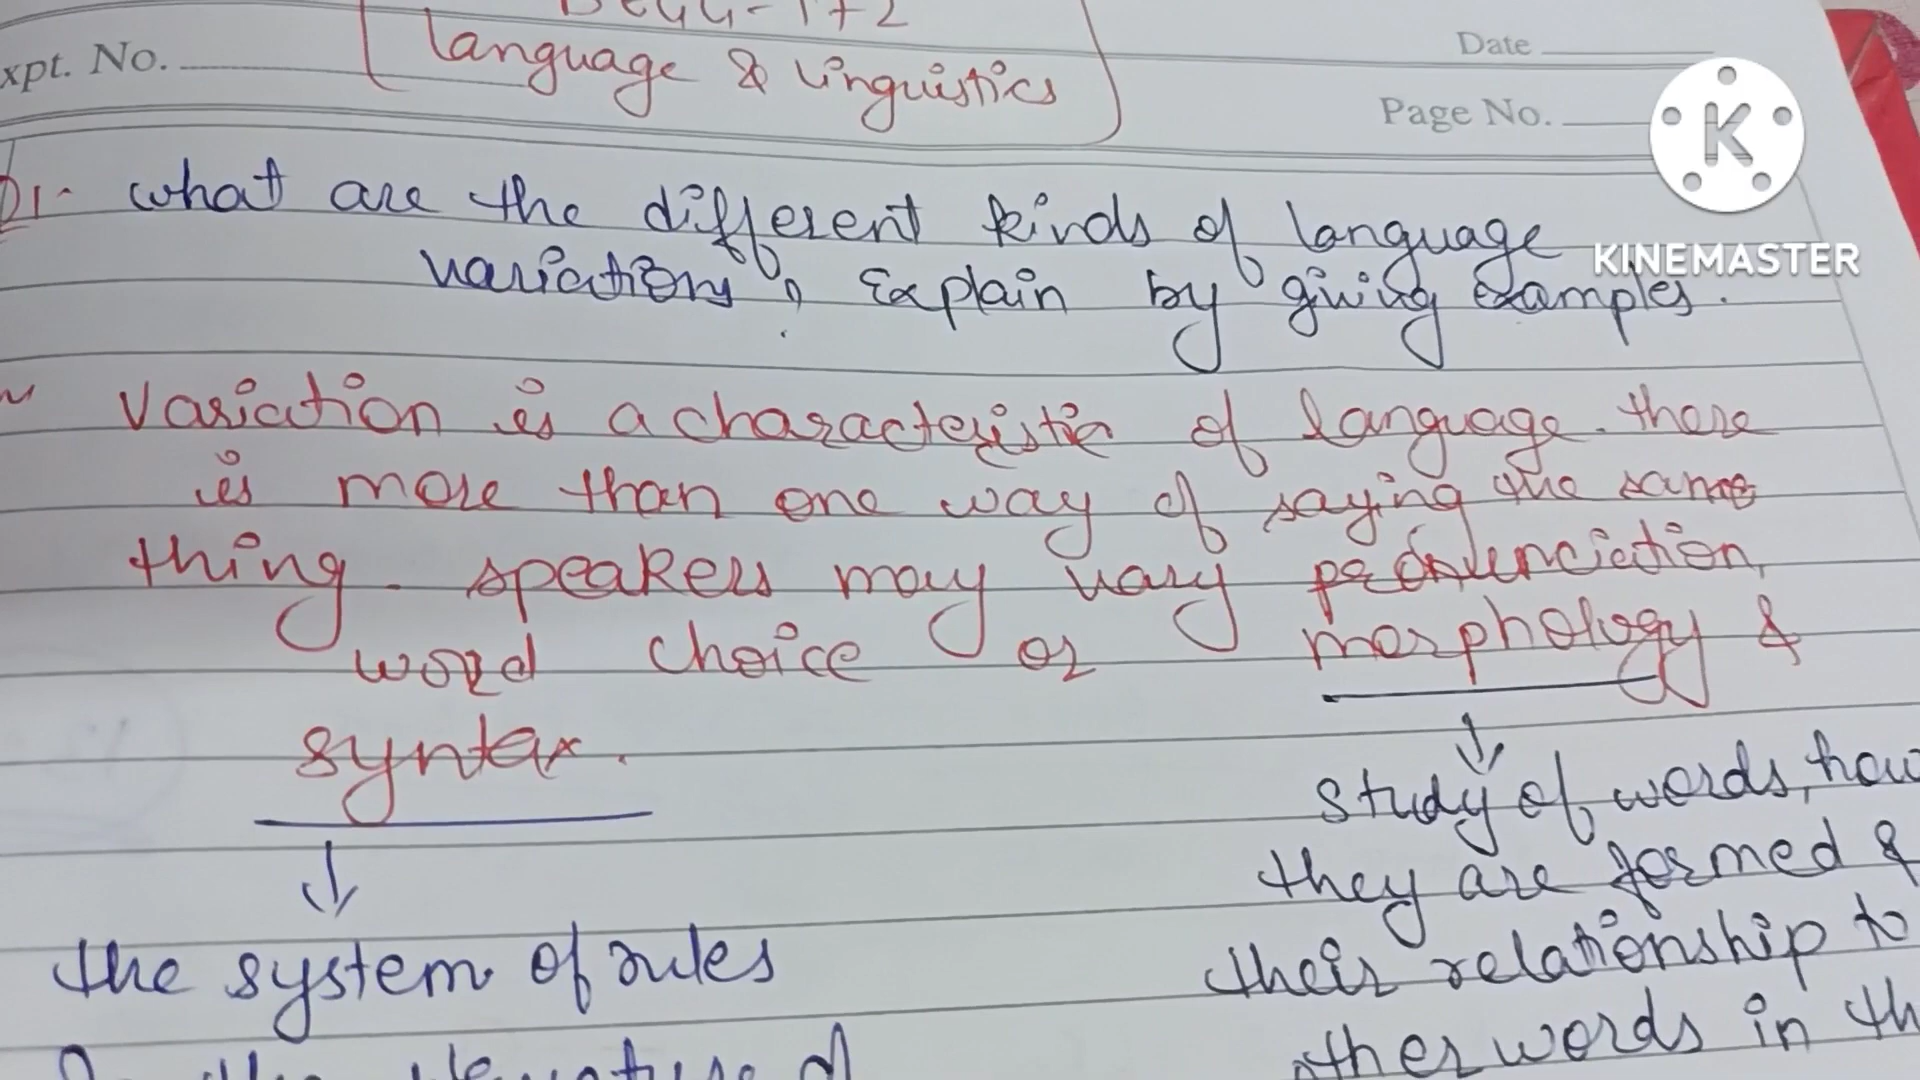 language & linguistics
xpt. No.
Date
Page No.
KINEMASTER
Q1- what are the different kinds of language
variations? Explain by giving examples.
Variation is a characteristic of language. there
is more than one way of saying the same
thing. speakers may vary pronunciation,
word choice or morphology &
syntax.
study of words, how
they are formed &
their relationship to
other words in th
the system of rules